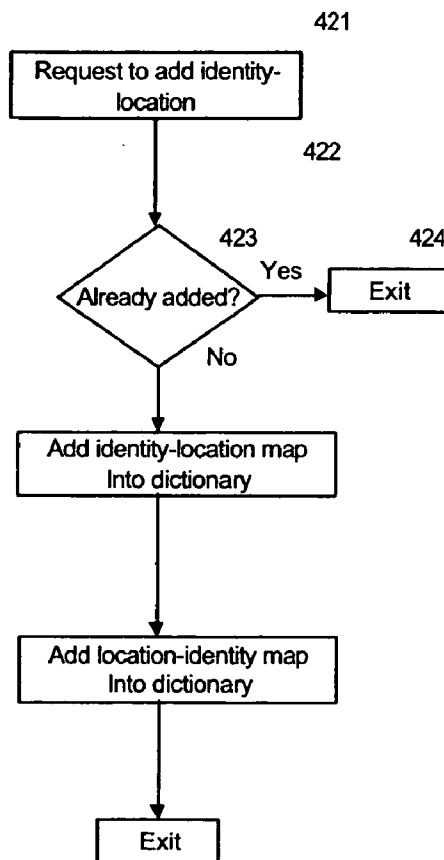 421
Request to add identity-
location
422
423
424
Already added?
Yes
Exit
No
Add identity-location map
Into dictionary
Add location-identity map
Into dictionary
Exit